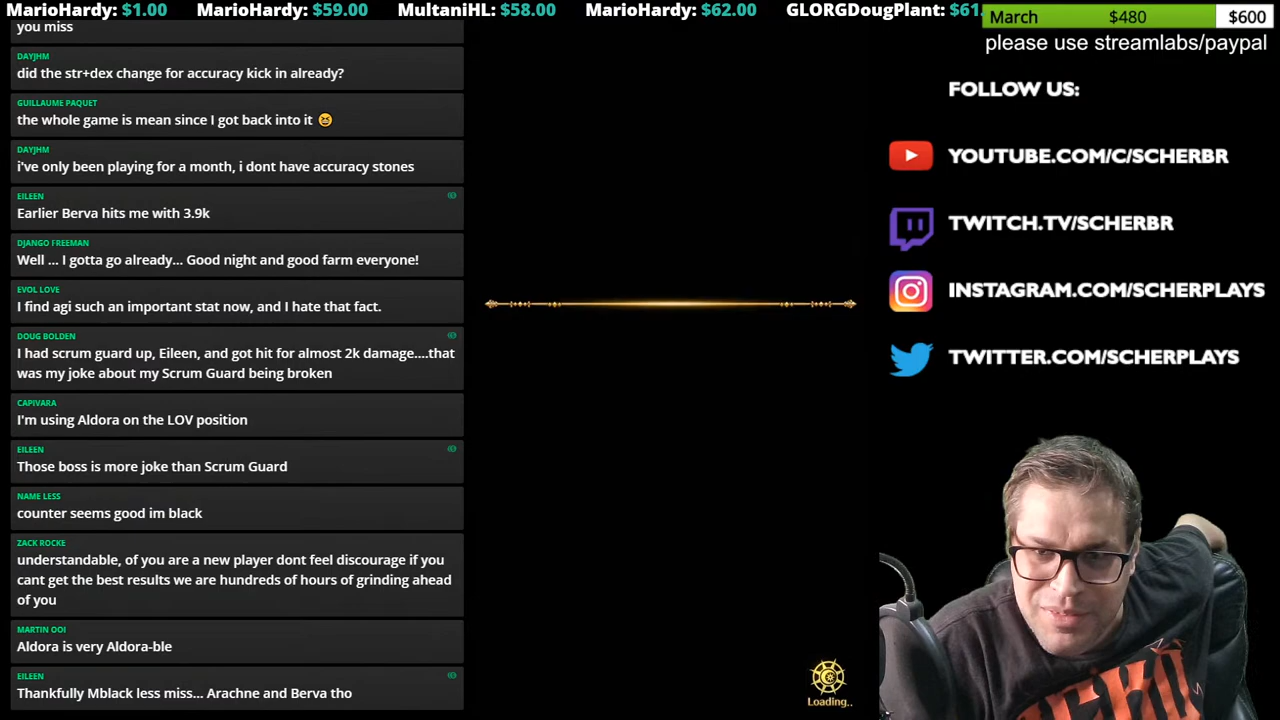 MarioHardy: $1.00 MarioHardy: $59.00 MultaniHL: $58.00 MarioHardy: $62.00 GLORGDougPlant: $61.
March $480 $600
please use streamlabs/paypal
you miss
DAYJHM
did the str+dex change for accuracy kick in already?
GUILLAUME PAQUET
the whole game is mean since I got back into it 😆
DAYJHM
i've only been playing for a month, i dont have accuracy stones
EILEEN
Earlier Berva hits me with 3.9k
DJANGO FREEMAN
Well ... I gotta go already... Good night and good farm everyone!
EVOL LOVE
I find agi such an important stat now, and I hate that fact.
DOUG BOLDEN
I had scrum guard up, Eileen, and got hit for almost 2k damage....that
was my joke about my Scrum Guard being broken
CAPIVARA
I'm using Aldora on the LOV position
EILEEN
Those boss is more joke than Scrum Guard
NAME LESS
counter seems good im black
ZACK ROCKE
understandable, of you are a new player dont feel discourage if you
cant get the best results we are hundreds of hours of grinding ahead
of you
MARTIN OOI
Aldora is very Aldora-ble
EILEEN
Thankfully Mblack less miss... Arachne and Berva tho
Loading..
FOLLOW US:
YOUTUBE.COM/C/SCHERBR
TWITCH.TV/SCHERBR
INSTAGRAM.COM/SCHERPLAYS
TWITTER.COM/SCHERPLAYS